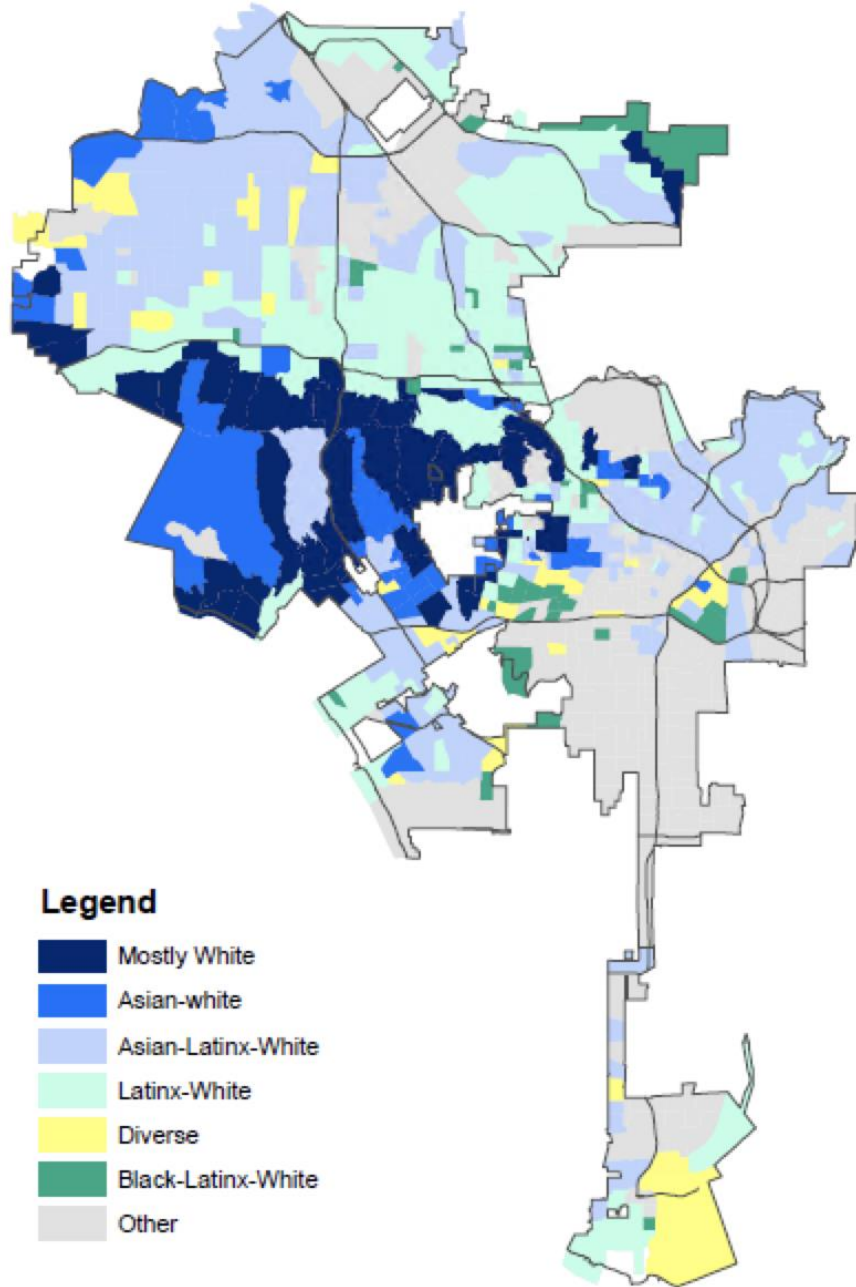 Legend
Mostly White
Asian-white
Asian-Latinx-White
Latinx-White
Diverse
Black-Latinx-White
Other